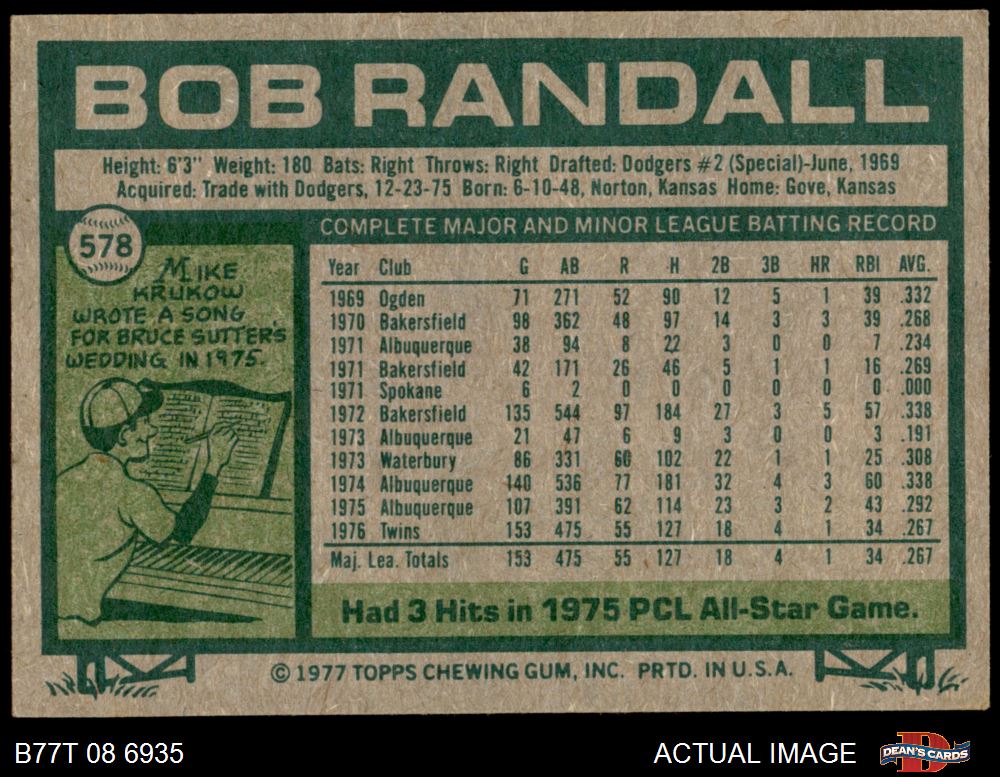 BOB RANDALL
Height: 6'3" Weight: 180 Bats: Right Throws: Right Drafted: Dodgers #2 (Special)-June, 1969
Acquired: Trade with Dodgers, 12-23-75 Born: 6-10-48, Norton, Kansas Home: Gove, Kansas
578
MIKE
KRUKOW
WROTE A SONG
FOR BRUCE SUTTER'S
WEDDING IN 1975.
COMPLETE MAJOR AND MINOR LEAGUE BATTING RECORD
Year Club G AB R H 2B 3B HR RBI AVG.
1969 Ogden 71 271 52 90 12 5 1 39 .332
1970 Bakersfield 98 362 48 97 14 3 3 39 .268
1971 Albuquerque 38 94 8 22 3 0 0 7 .234
1971 Bakersfield 42 171 26 46 5 1 1 16 .269
1971 Spokane 6 2 0 0 0 0 0 0 .000
1972 Bakersfield 135 544 97 184 27 3 5 57 .338
1973 Albuquerque 21 47 6 9 3 0 0 3 .191
1973 Waterbury 86 331 60 102 22 1 1 25 .308
1974 Albuquerque 140 536 77 181 32 4 3 60 .338
1975 Albuquerque 107 391 62 114 23 3 2 43 .292
1976 Twins 153 475 55 127 18 4 1 34 .267
Maj. Lea. Totals 153 475 55 127 18 4 1 34 .267
Had 3 Hits in 1975 PCL All-Star Game.
© 1977 TOPPS CHEWING GUM, INC. PRTD. IN U.S.A.
B77T 08 6935
ACTUAL IMAGE
DEAN'S CARDS